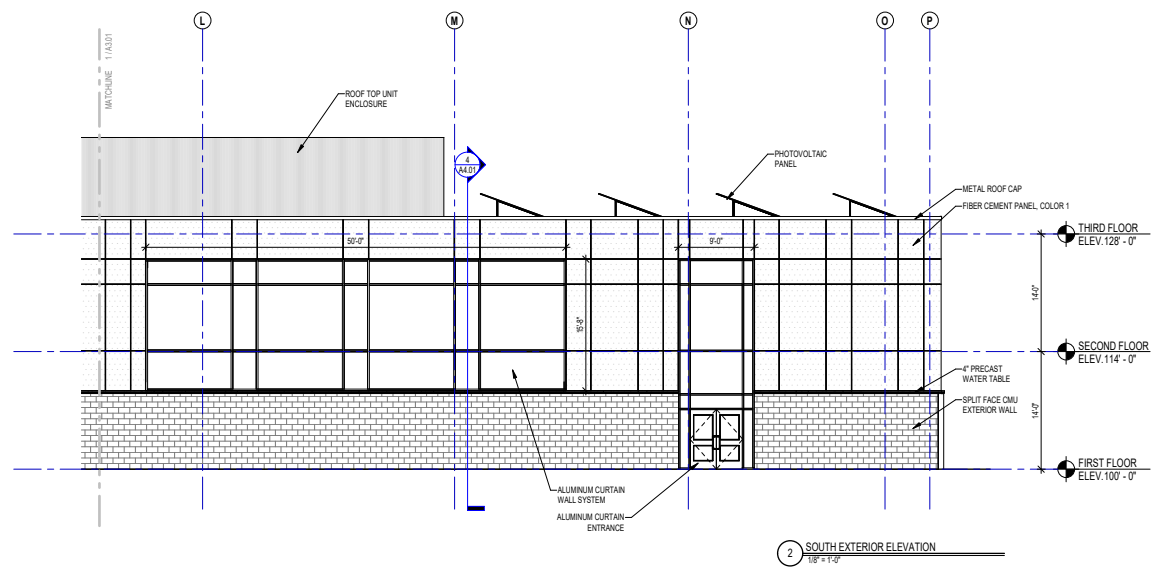 L
M
N
O
P
MATCHLINE 1 / A3.01
ROOF TOP UNIT
ENCLOSURE
4
A4.01
PHOTOVOLTAIC
PANEL
METAL ROOF CAP
FIBER CEMENT PANEL, COLOR 1
THIRD FLOOR
ELEV. 128' - 0"
50'-0"
9'-0"
14'-0"
15'-8"
SECOND FLOOR
ELEV. 114' - 0"
4" PRECAST
WATER TABLE
SPLIT FACE CMU
EXTERIOR WALL
14'-0"
FIRST FLOOR
ELEV. 100' - 0"
ALUMINUM CURTAIN
WALL SYSTEM
ALUMINUM CURTAIN
ENTRANCE
2
SOUTH EXTERIOR ELEVATION
1/8" = 1'-0"